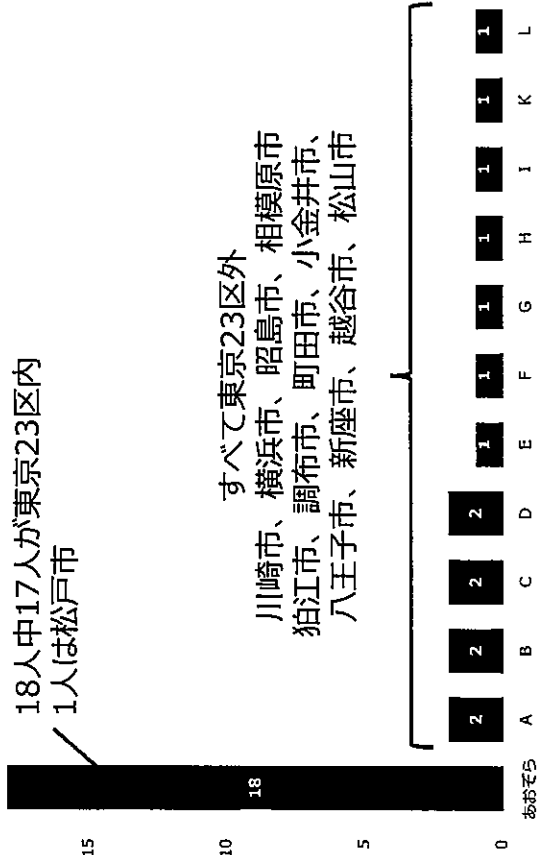 18人中17人が東京23区内
1人は松戸市
すべて東京23区外
川崎市、横浜市、昭島市、相模原市
狛江市、調布市、町田市、小金井市、
八王子市、新座市、越谷市、松山市
15
10
5
0
18
2
2
2
2
1
1
1
1
1
1
1
あおぞら
A
B
C
D
E
F
G
H
I
K
L